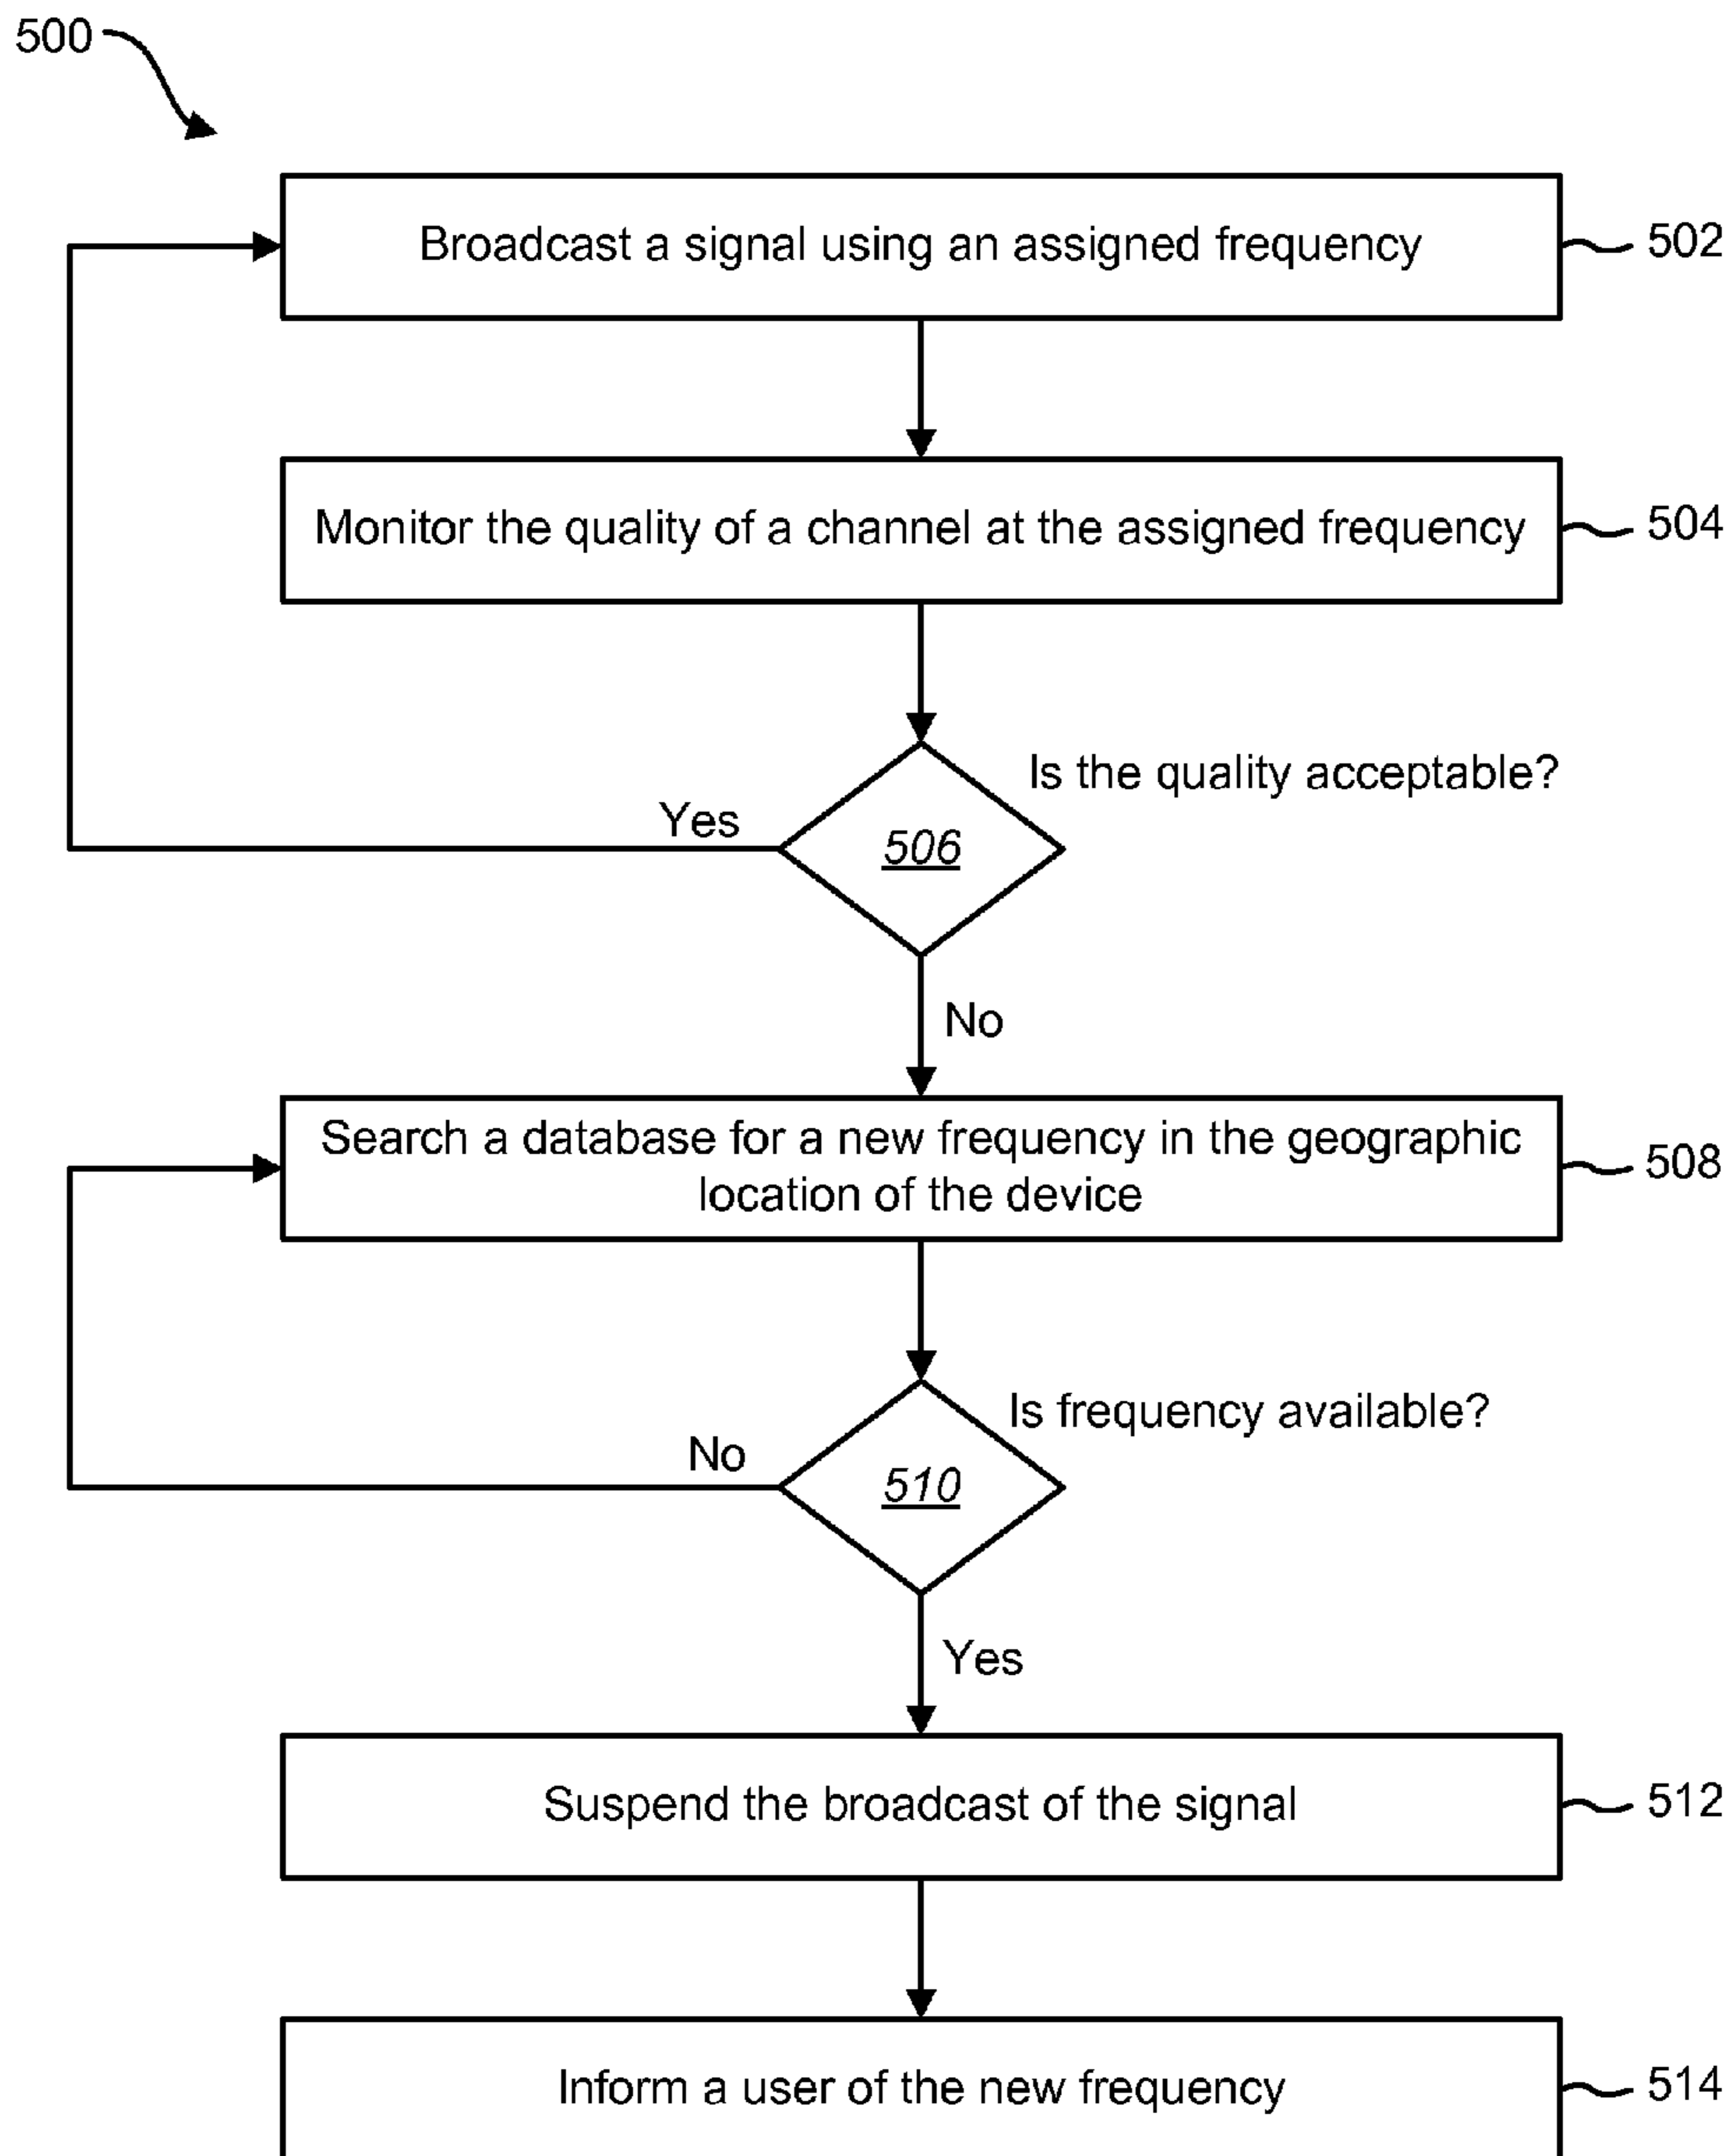 500
Broadcast a signal using an assigned frequency
502
Monitor the quality of a channel at the assigned frequency
504
Is the quality acceptable?
Yes
506
No
Search a database for a new frequency in the geographic
location of the device
508
Is frequency available?
No
510
Yes
Suspend the broadcast of the signal
512
Inform a user of the new frequency
514